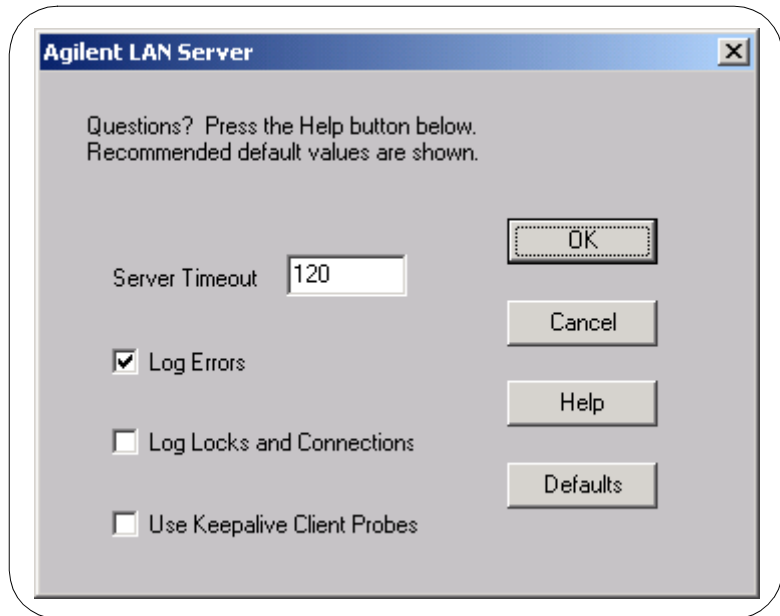 Agilent LAN Server
Questions? Press the Help button below.
Recommended default values are shown.
OK
Server Timeout 120
Cancel
Log Errors
Help
Log Locks and Connections
Defaults
Use Keepalive Client Probes